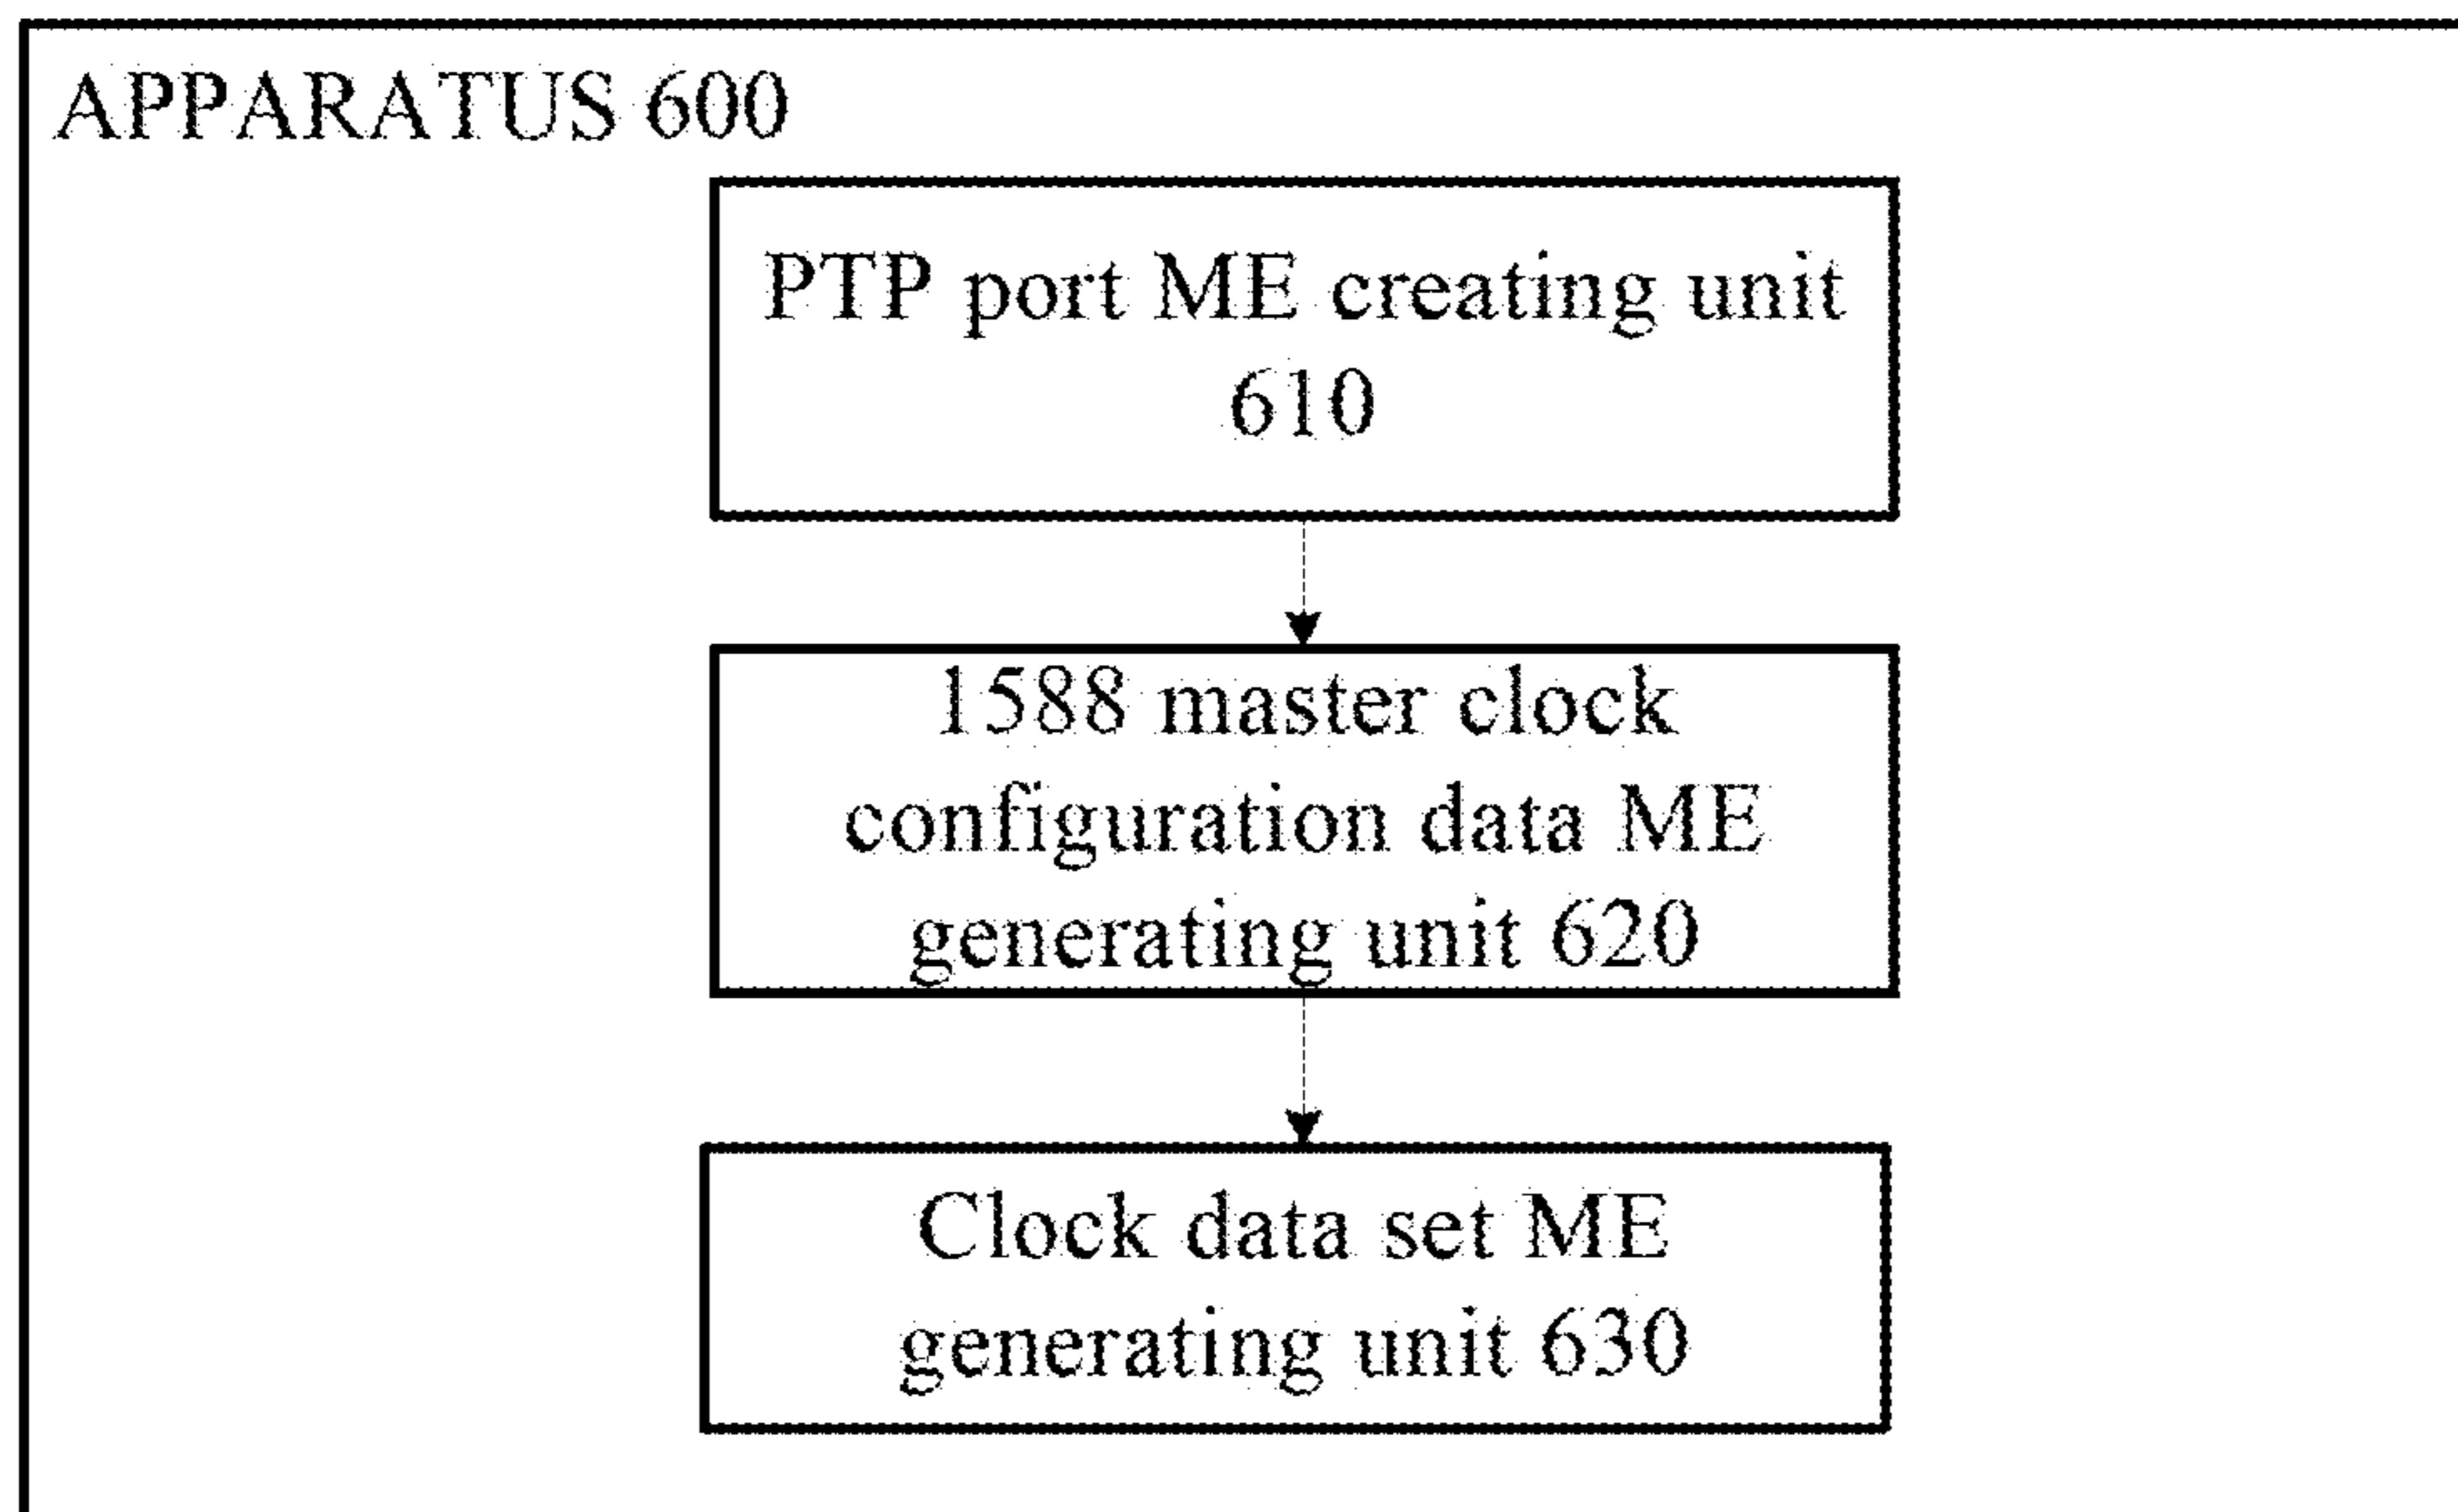 APPARATUS 600
PTP port ME creating unit
610
1588 master clock
configuration data ME
generating unit 620
Clock data set ME
generating unit 630